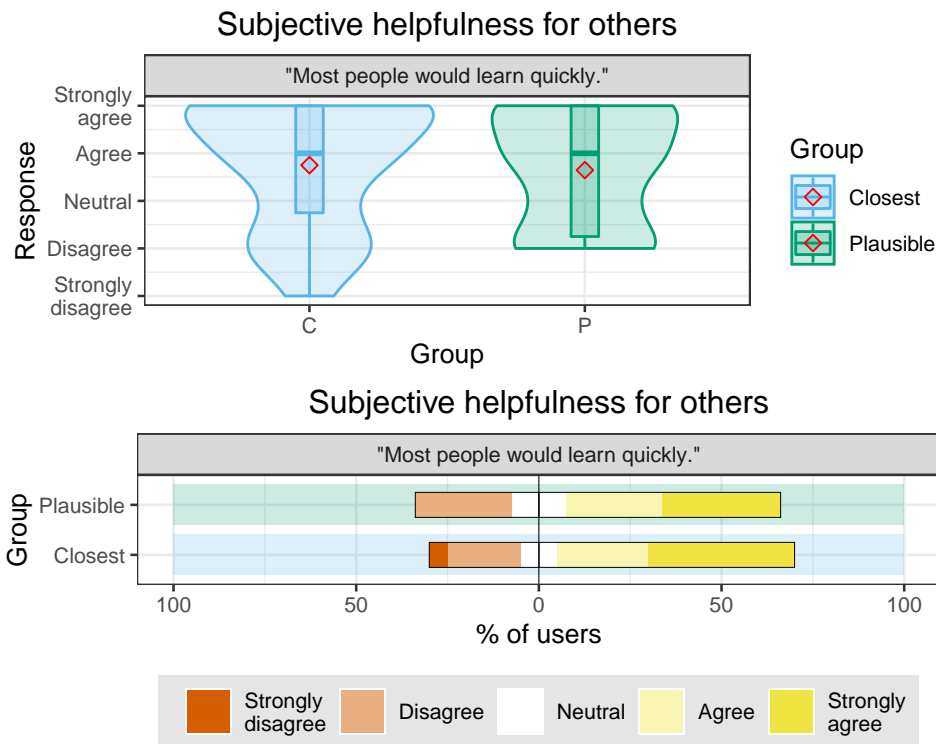 Subjective helpfulness for others
"Most people would learn quickly."
Response
Strongly
agree
Agree
Neutral
Disagree
Strongly
disagree
C
P
Group
Group
Closest
Plausible
Subjective helpfulness for others
"Most people would learn quickly."
Group
Plausible
Closest
100
50
0
50
100
% of users
Strongly
disagree
Disagree
Neutral
Agree
Strongly
agree